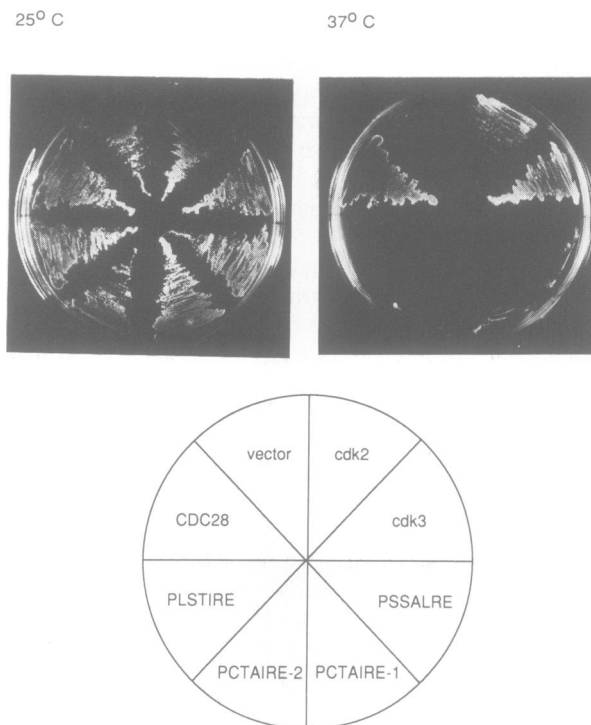 25° C 37° C
vector cdk2
CDC28 cdk3
PLSTIRE PSSALRE
PCTAIRE-2 PCTAIRE-1